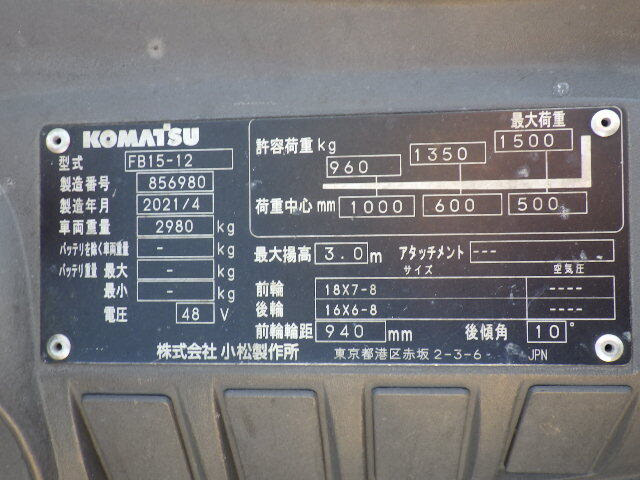 KOMATSU
型式 FB15-12
製造番号 856980
製造年月 2021/4
車両重量 2980 kg
バッテリを除く車両重量 - kg
バッテリ重量 最大 - kg
最小 - kg
電圧 48 V
株式会社 小松製作所
最大荷重
許容荷重 kg 960 1350 1500
荷重中心 mm 1000 600 500
最大揚高 3.0 m アタッチメント ---
サイズ 空気圧
前輪 18X7-8 ----
後輪 16X6-8 ----
前輪輪距 940 mm 後傾角 10°
東京都港区赤坂 2-3-6 JPN